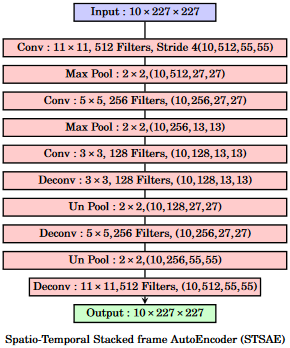 Input : 10×227×227
Conv : 11×11, 512 Filters, Stride 4(10,512,55,55)
Max Pool : 2×2,(10,512,27,27)
Conv : 5×5, 256 Filters, (10,256,27,27)
Max Pool : 2×2,(10,256,13,13)
Conv : 3×3, 128 Filters, (10,128,13,13)
Deconv : 3×3, 128 Filters, (10,128,13,13)
Un Pool : 2×2,(10,128,27,27)
Deconv : 5×5,256 Filters, (10,256,27,27)
Un Pool : 2×2,(10,256,55,55)
Deconv : 11×11,512 Filters, (10,512,55,55)
Output : 10×227×227
Spatio-Temporal Stacked frame AutoEncoder (STSAE)